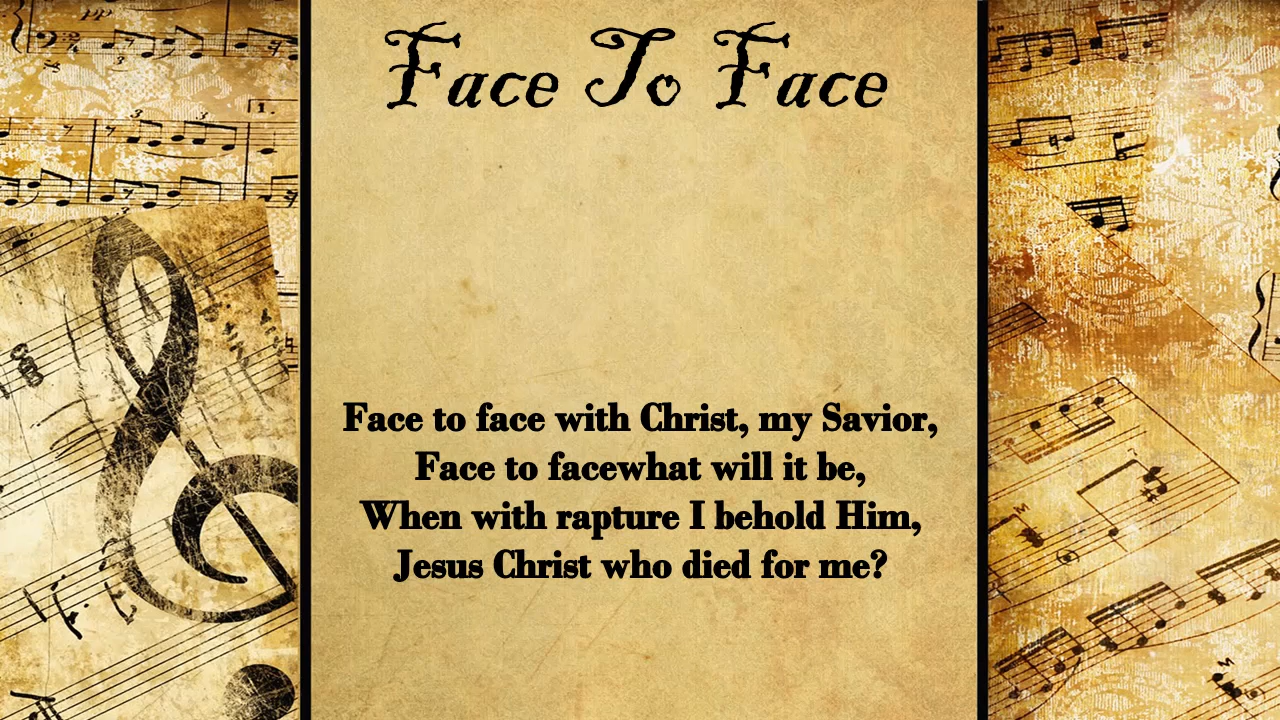 Face To Face
Face to face with Christ, my Savior,
Face to facewhat will it be,
When with rapture I behold Him,
Jesus Christ who died for me?